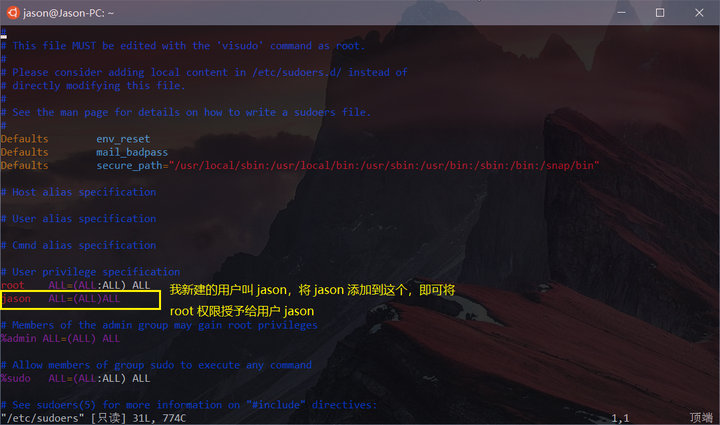 jason@Jason-PC: ~
#
# This file MUST be edited with the 'visudo' command as root.
#
# Please consider adding local content in /etc/sudoers.d/ instead of
# directly modifying this file.
#
# See the man page for details on how to write a sudoers file.
#
Defaults env_reset
Defaults mail_badpass
Defaults secure_path="/usr/local/sbin:/usr/local/bin:/usr/sbin:/usr/bin:/sbin:/bin:/snap/bin"
# Host alias specification
# User alias specification
# Cmnd alias specification
# User privilege specification
root ALL=(ALL:ALL) ALL
jason ALL=(ALL)ALL
我新建的用户叫 jason，将 jason 添加到这个，即可将
root 权限授予给用户 jason
# Members of the admin group may gain root privileges
%admin ALL=(ALL) ALL
# Allow members of group sudo to execute any command
%sudo ALL=(ALL:ALL) ALL
# See sudoers(5) for more information on "#include" directives:
"/etc/sudoers" [只读] 31L, 774C 1,1 顶端